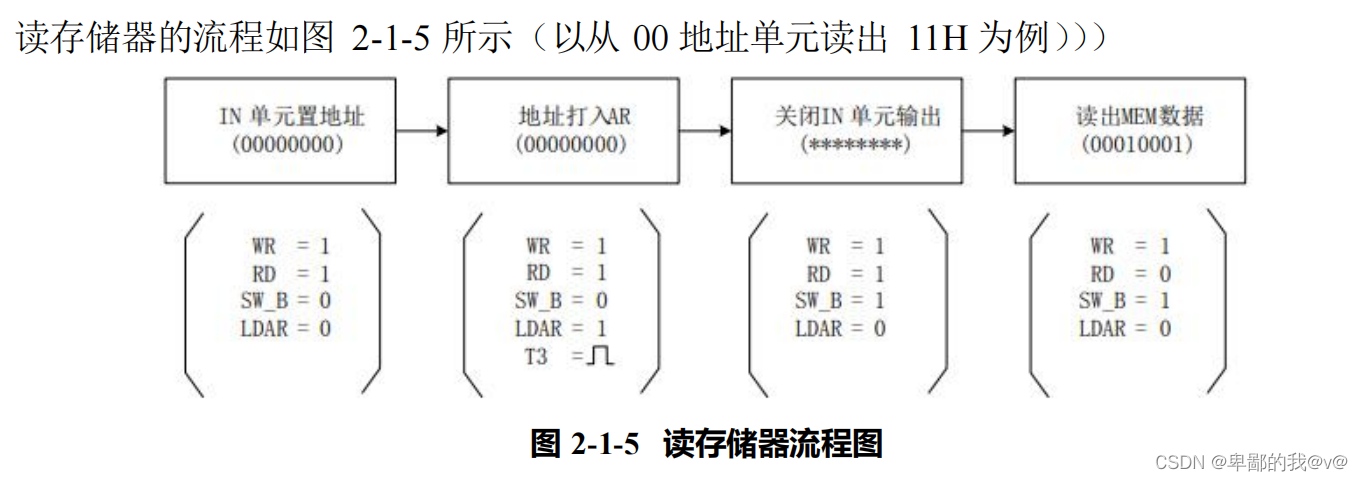 读存储器的流程如图 2-1-5 所示（以从 00 地址单元读出 11H 为例)））
IN 单元置地址
(00000000)
地址打入AR
(00000000)
关闭IN 单元输出
(********)
读出MEM数据
(00010001)
WR = 1
RD = 1
SW_B = 0
LDAR = 0
WR = 1
RD = 1
SW_B = 0
LDAR = 1
T3 =
WR = 1
RD = 1
SW_B = 1
LDAR = 0
WR = 1
RD = 0
SW_B = 1
LDAR = 0
图 2-1-5 读存储器流程图
CSDN @卑鄙的我@v@